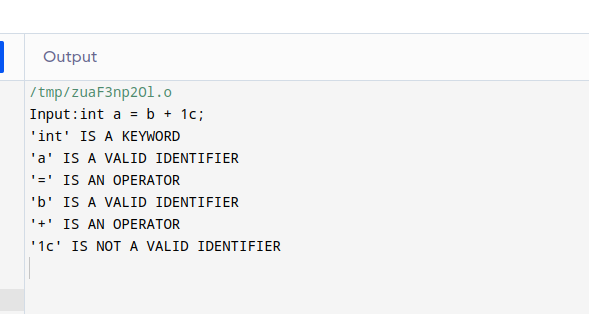 Output
/tmp/zuaF3np2Ol.o
Input:int a = b + 1c;
'int' IS A KEYWORD
'a' IS A VALID IDENTIFIER
'=' IS AN OPERATOR
'b' IS A VALID IDENTIFIER
'+' IS AN OPERATOR
'1c' IS NOT A VALID IDENTIFIER